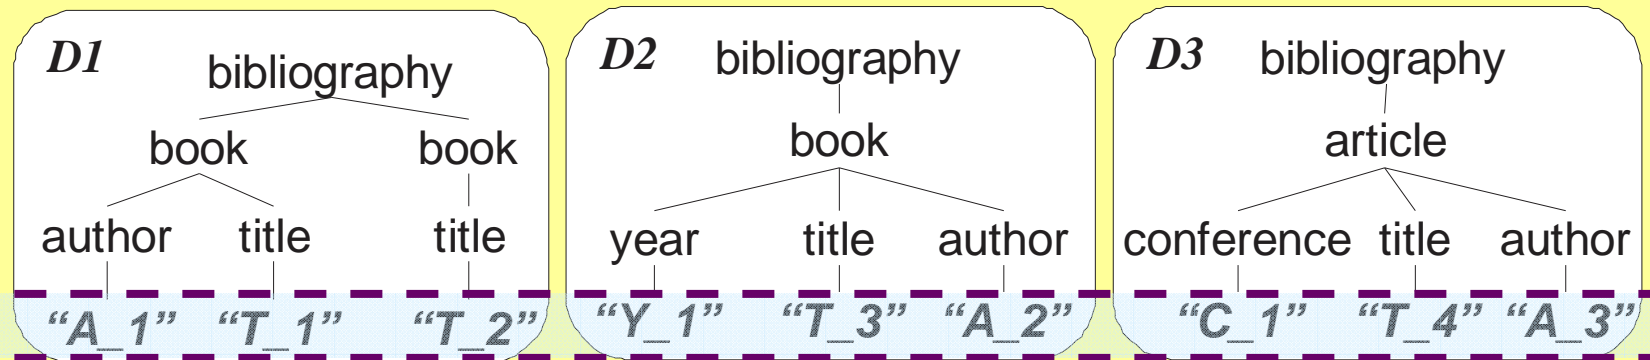 D1 bibliography
book book
author title title
“A_1” “T_1” “T_2”
D2 bibliography
book
year title author
“Y_1” “T_3” “A_2”
D3 bibliography
article
conference title author
“C_1” “T_4” “A_3”